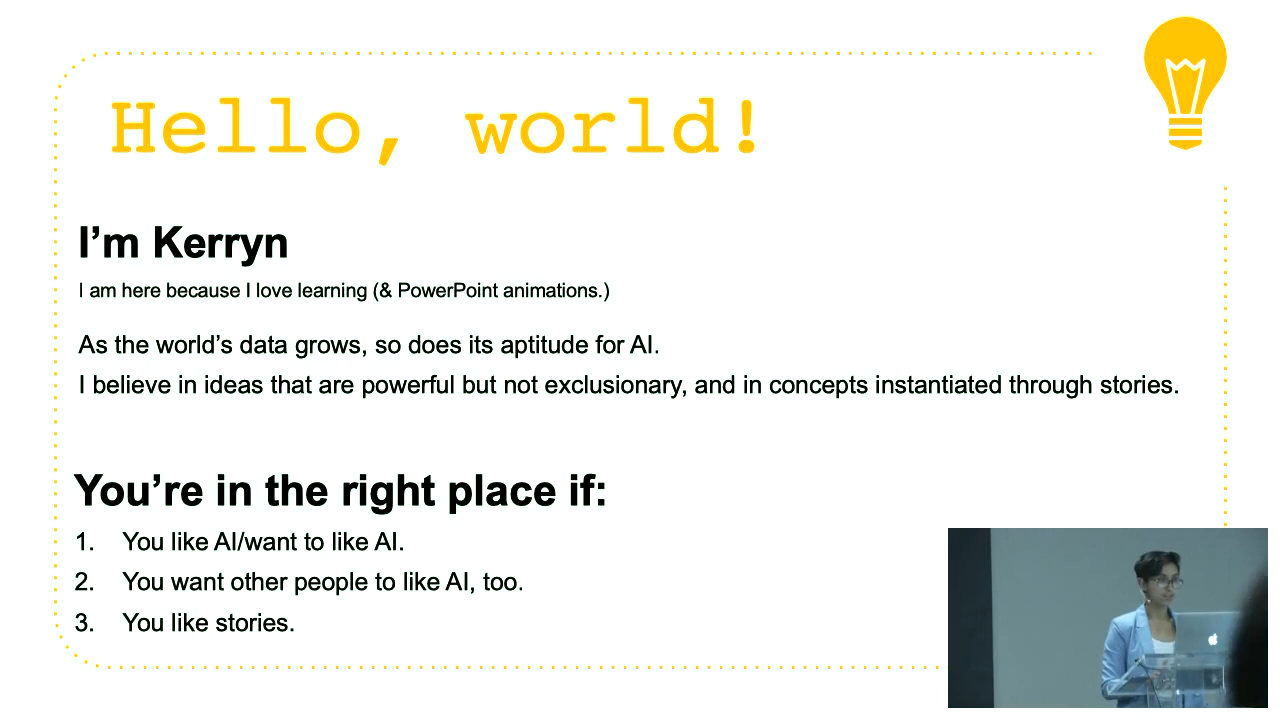 Hello, world!
I’m Kerryn
I am here because I love learning (& PowerPoint animations.)
As the world’s data grows, so does its aptitude for AI.
I believe in ideas that are powerful but not exclusionary, and in concepts instantiated through stories.
You’re in the right place if:
1. You like AI/want to like AI.
2. You want other people to like AI, too.
3. You like stories.